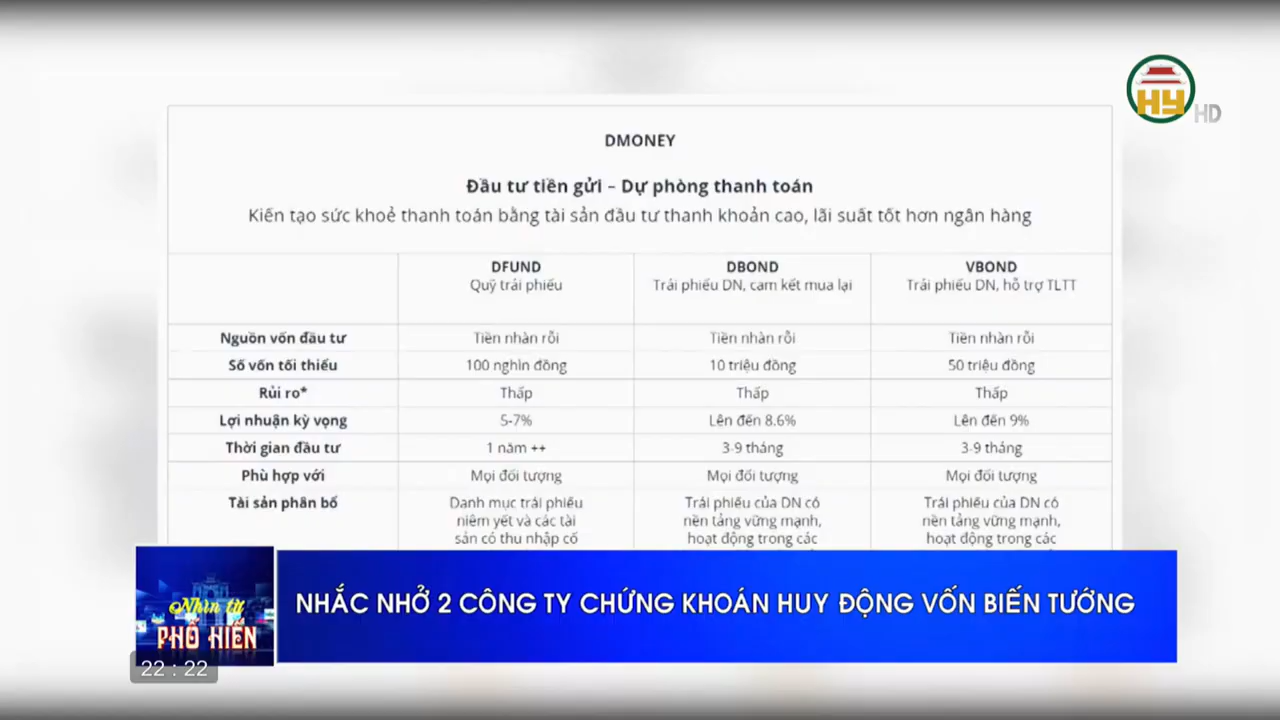 HY HD
DMONEY
Đầu tư tiền gửi – Dự phòng thanh toán
Kiến tạo sức khoẻ thanh toán bằng tài sản đầu tư thanh khoản cao, lãi suất tốt hơn ngân hàng
DFUND DBOND VBOND
Quỹ trái phiếu Trái phiếu DN, cam kết mua lại Trái phiếu DN, hỗ trợ TLTT
Nguồn vốn đầu tư Tiền nhàn rỗi Tiền nhàn rỗi Tiền nhàn rỗi
Số vốn tối thiểu 100 nghìn đồng 10 triệu đồng 50 triệu đồng
Rủi ro* Thấp Thấp Thấp
Lợi nhuận kỳ vọng 5-7% Lên đến 8.6% Lên đến 9%
Thời gian đầu tư 1 năm ++ 3-9 tháng 3-9 tháng
Phù hợp với Mọi đối tượng Mọi đối tượng Mọi đối tượng
Tài sản phân bổ Danh mục trái phiếu Trái phiếu của DN có Trái phiếu của DN có
niêm yết và các tài nền tảng vững mạnh, nền tảng vững mạnh,
sản có thu nhập cố hoạt động trong các hoạt động trong các
NHẮC NHỞ 2 CÔNG TY CHỨNG KHOÁN HUY ĐỘNG VỐN BIẾN TƯỚNG
Nhìn từ
PHỐ HIẾN
22 : 22